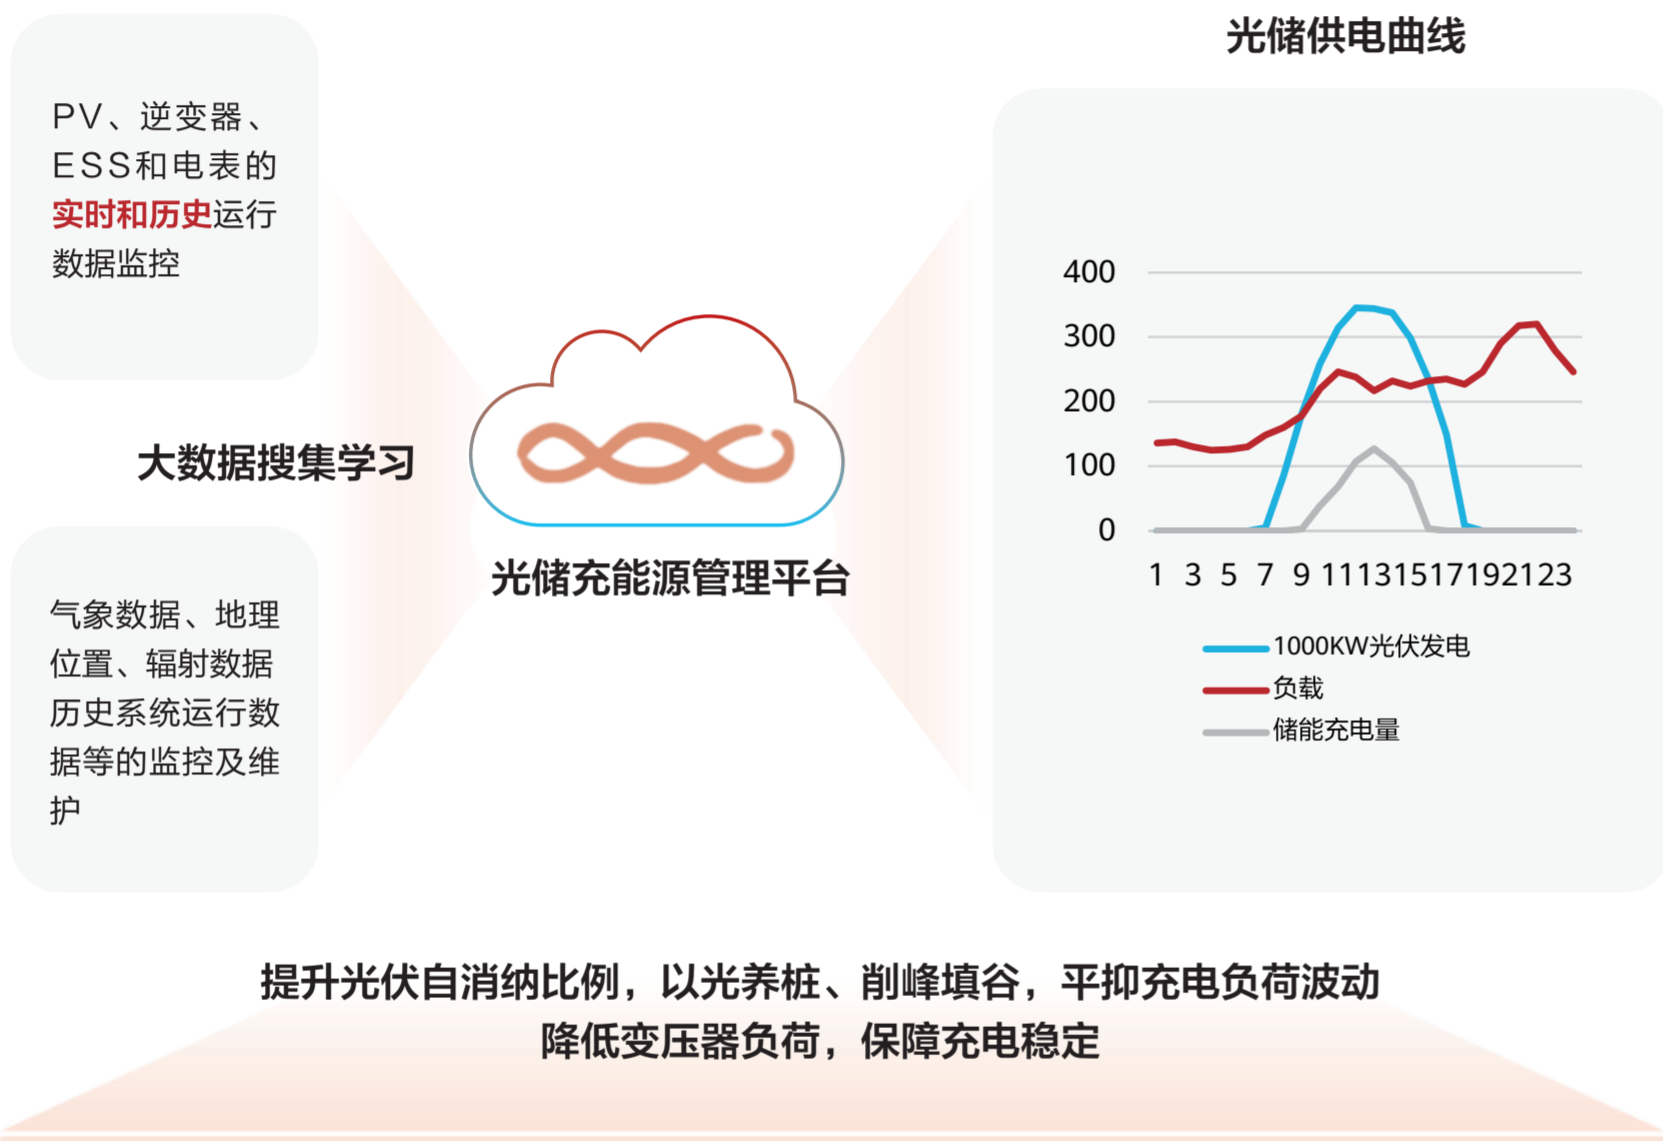 PV、逆变器、
ESS和电表的
实时和历史运行
数据监控
大数据搜集学习
气象数据、地理
位置、辐射数据
历史系统运行数
据等的监控及维
护
光储充能源管理平台
光储供电曲线
400
300
200
100
0
1 3 5 7 9 11 13 15 17 19 21 23
1000KW光伏发电
负载
储能充电量
提升光伏自消纳比例，以光养桩、削峰填谷，平抑充电负荷波动
降低变压器负荷，保障充电稳定